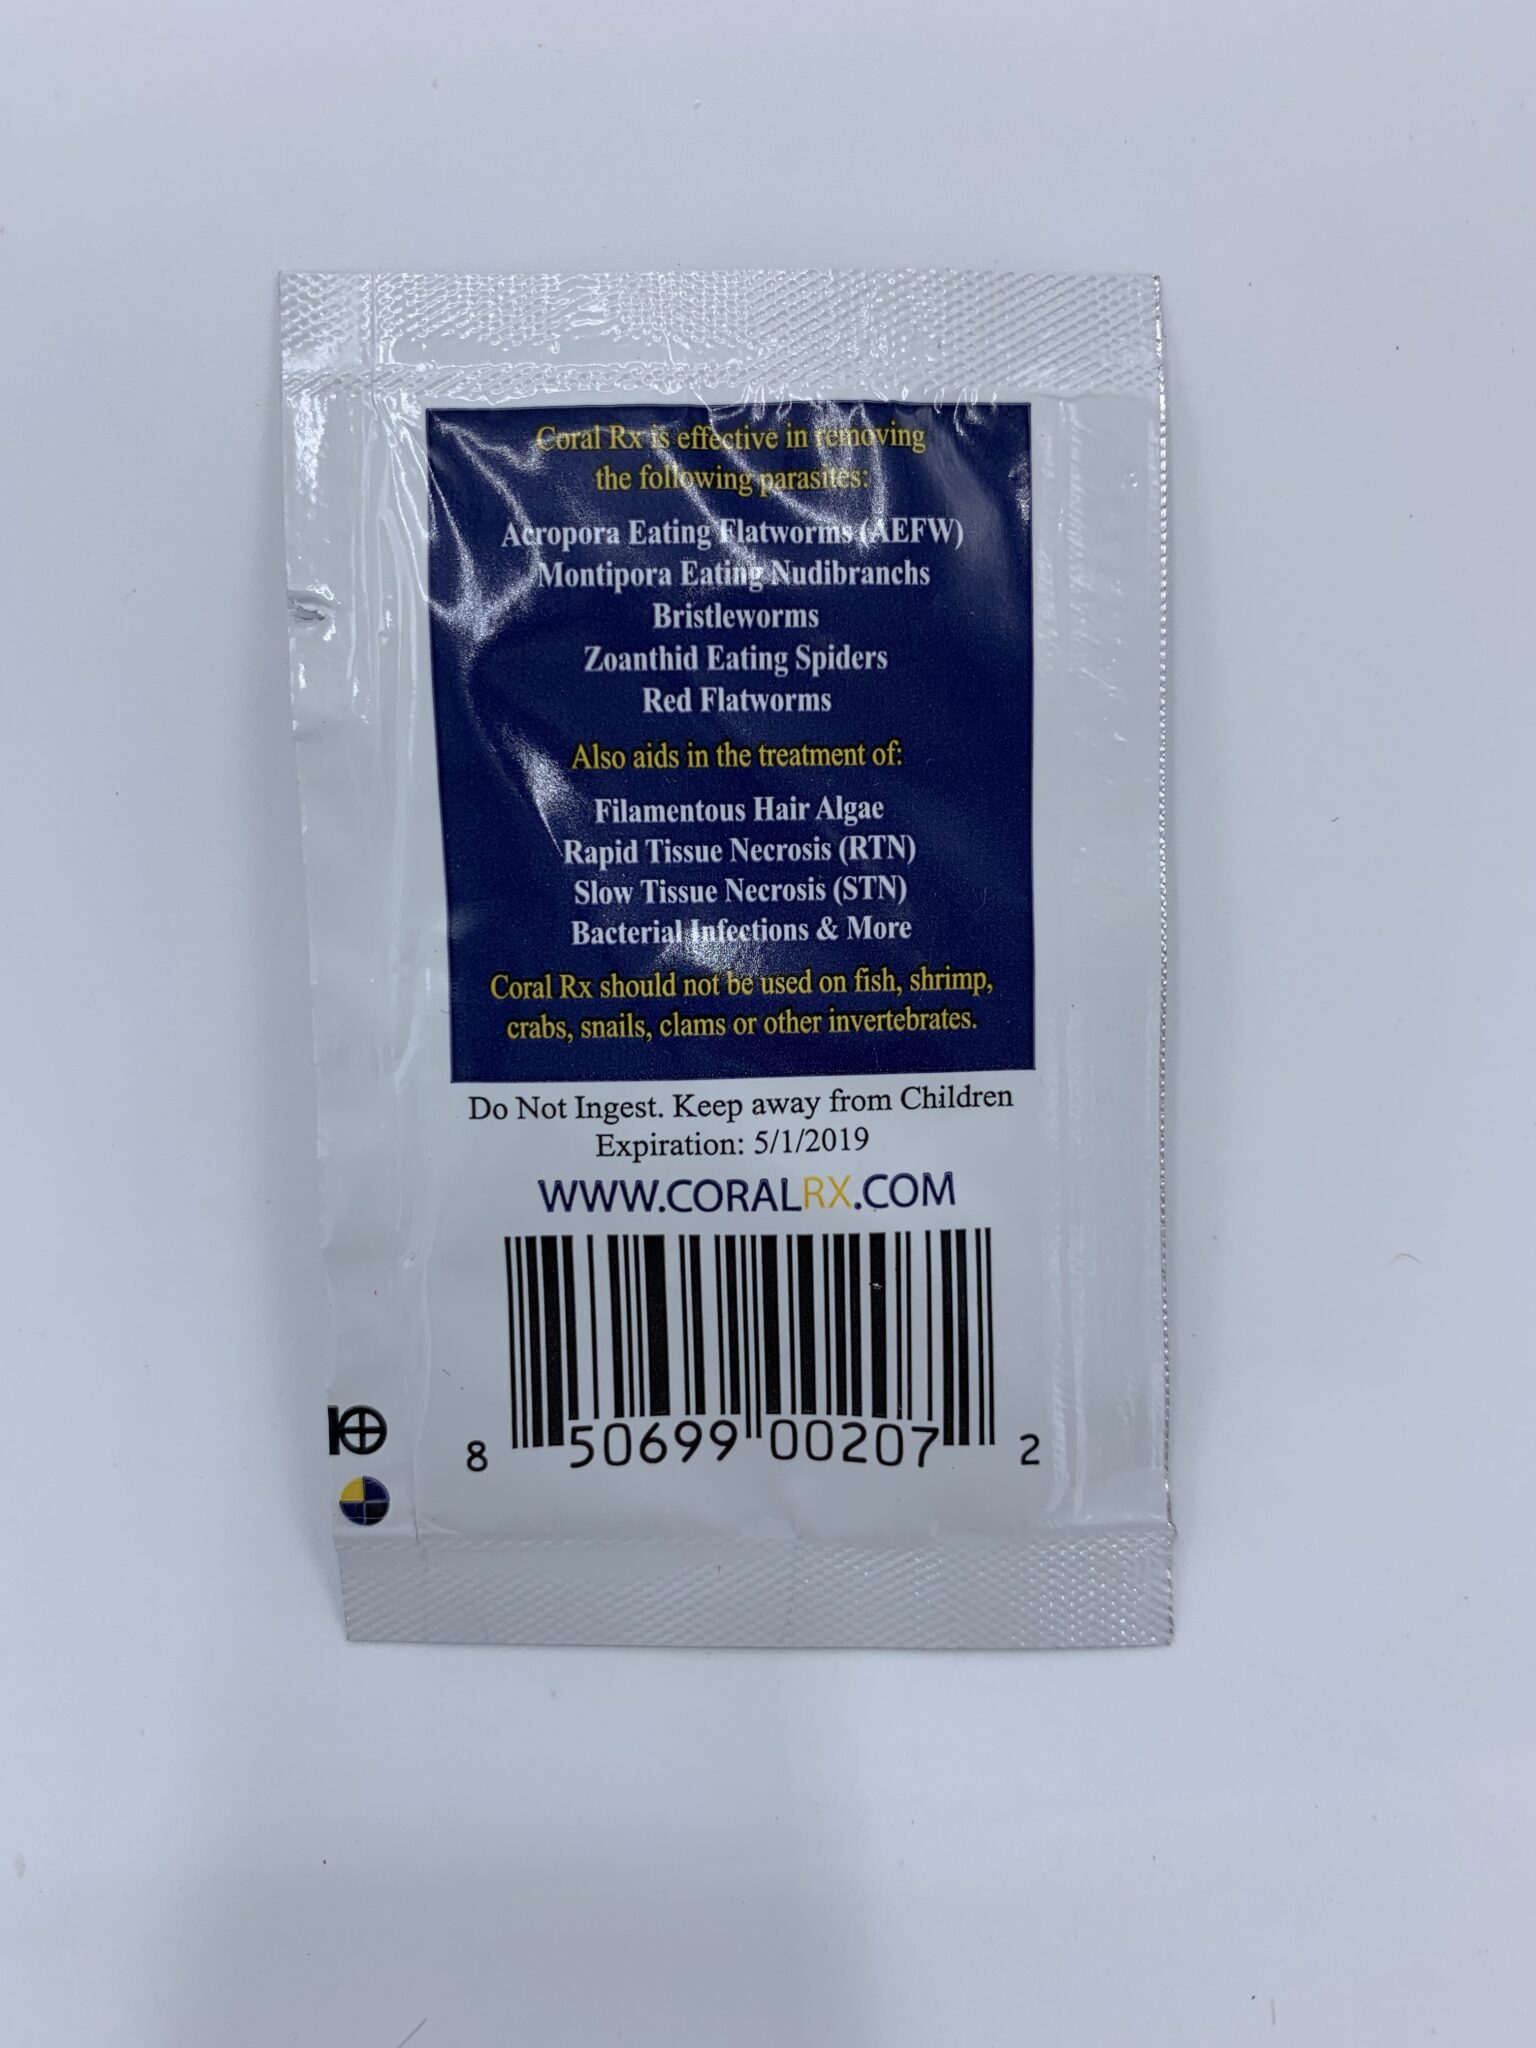 Coral Rx is effective in removing
the following parasites:
Acropora Eating Flatworms (AEFW)
Montipora Eating Nudibranchs
Bristleworms
Zoanthid Eating Spiders
Red Flatworms
Also aids in the treatment of:
Filamentous Hair Algae
Rapid Tissue Necrosis (RTN)
Slow Tissue Necrosis (STN)
Bacterial Infections & More
Coral Rx should not be used on fish, shrimp,
crabs, snails, clams or other invertebrates.
Do Not Ingest. Keep away from Children
Expiration: 5/1/2019
WWW.CORALRX.COM
8 50699 00207 2